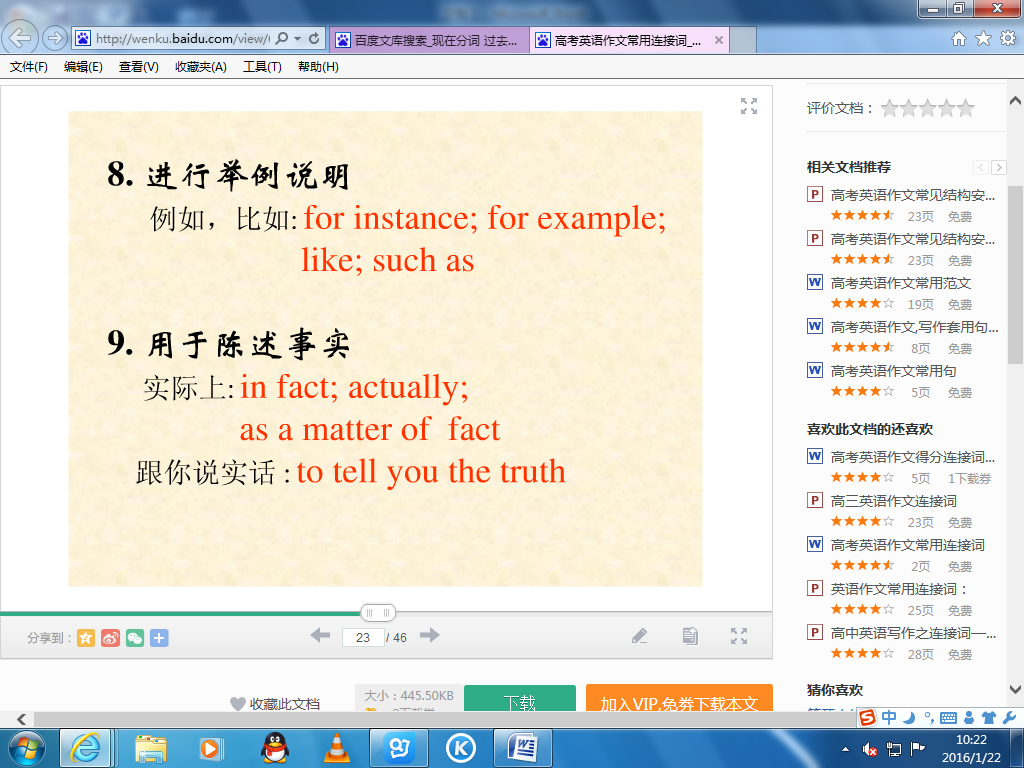 http://wenku.baidu.com/view/
百度文库搜索_现在分词 过去...
高考英语作文常用连接词_...
文件(F) 编辑(E) 查看(V) 收藏夹(A) 工具(T) 帮助(H)
8. 进行举例说明
例如，比如: for instance; for example;
like; such as
9. 用于陈述事实
实际上: in fact; actually;
as a matter of fact
跟你说实话 : to tell you the truth
分享到：
23 / 46
收藏此文档
大小：445.50KB
下载
加入VIP,免券下载本文
评价文档：
相关文档推荐
高考英语作文常见结构安...
23页 免费
高考英语作文常见结构安...
23页 免费
高考英语作文常用范文
19页 免费
高考英语作文,写作套用句...
8页 免费
高考英语作文常用句
5页 免费
喜欢此文档的还喜欢
高考英语作文得分连接词...
5页 1下载券
高三英语作文连接词
23页 免费
高考英语作文常用连接词
2页 免费
英语作文常用连接词：
25页 免费
高中英语写作之连接词—...
28页 免费
猜你喜欢
中
10:22
2016/1/22